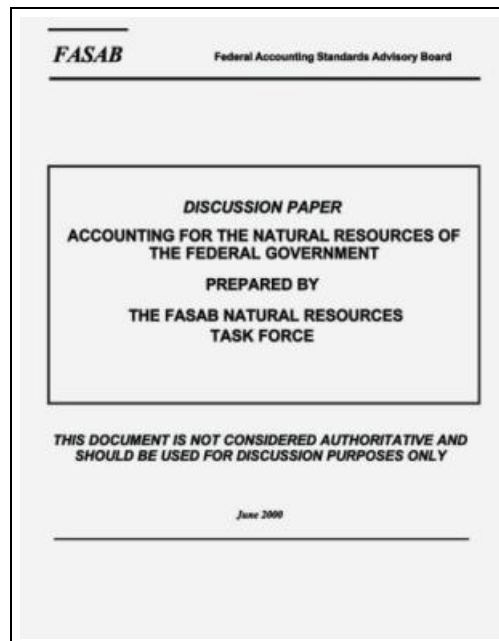 FASAB
Federal Accounting Standards Advisory Board
DISCUSSION PAPER
ACCOUNTING FOR THE NATURAL RESOURCES OF
THE FEDERAL GOVERNMENT
PREPARED BY
THE FASAB NATURAL RESOURCES
TASK FORCE
THIS DOCUMENT IS NOT CONSIDERED AUTHORITATIVE AND
SHOULD BE USED FOR DISCUSSION PURPOSES ONLY
June 2000